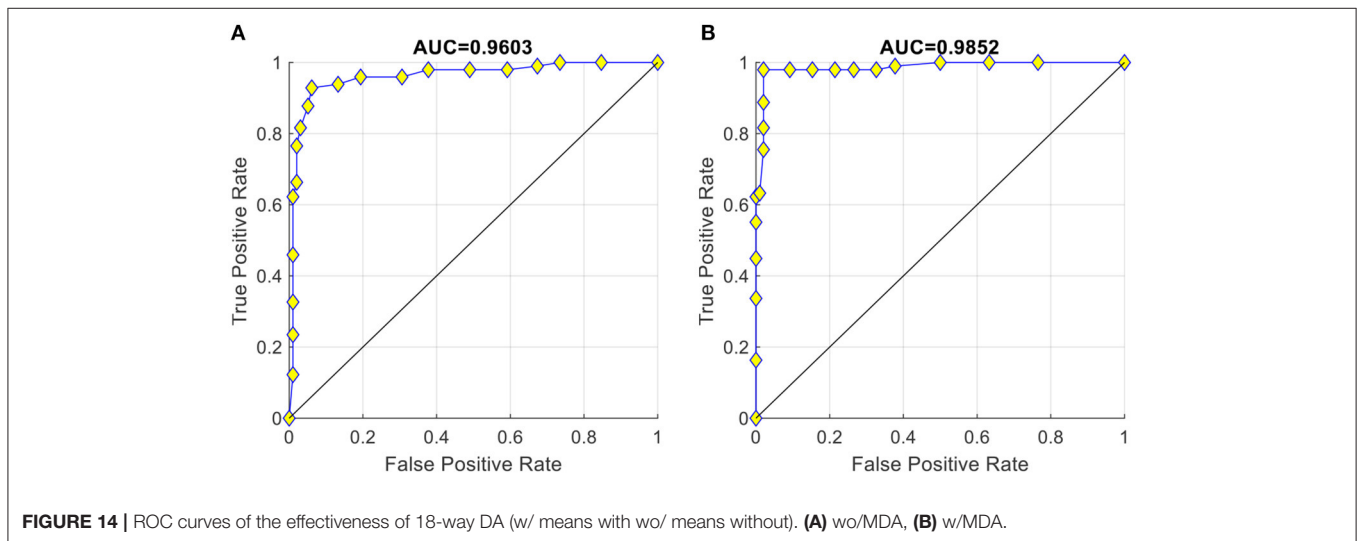 A
AUC=0.9603
1
0.8
0.6
0.4
0.2
0
True Positive Rate
0 0.2 0.4 0.6 0.8 1
False Positive Rate
B
AUC=0.9852
1
0.8
0.6
0.4
0.2
0
True Positive Rate
0 0.2 0.4 0.6 0.8 1
False Positive Rate
FIGURE 14 | ROC curves of the effectiveness of 18-way DA (w/ means with wo/ means without). (A) wo/MDA, (B) w/MDA.